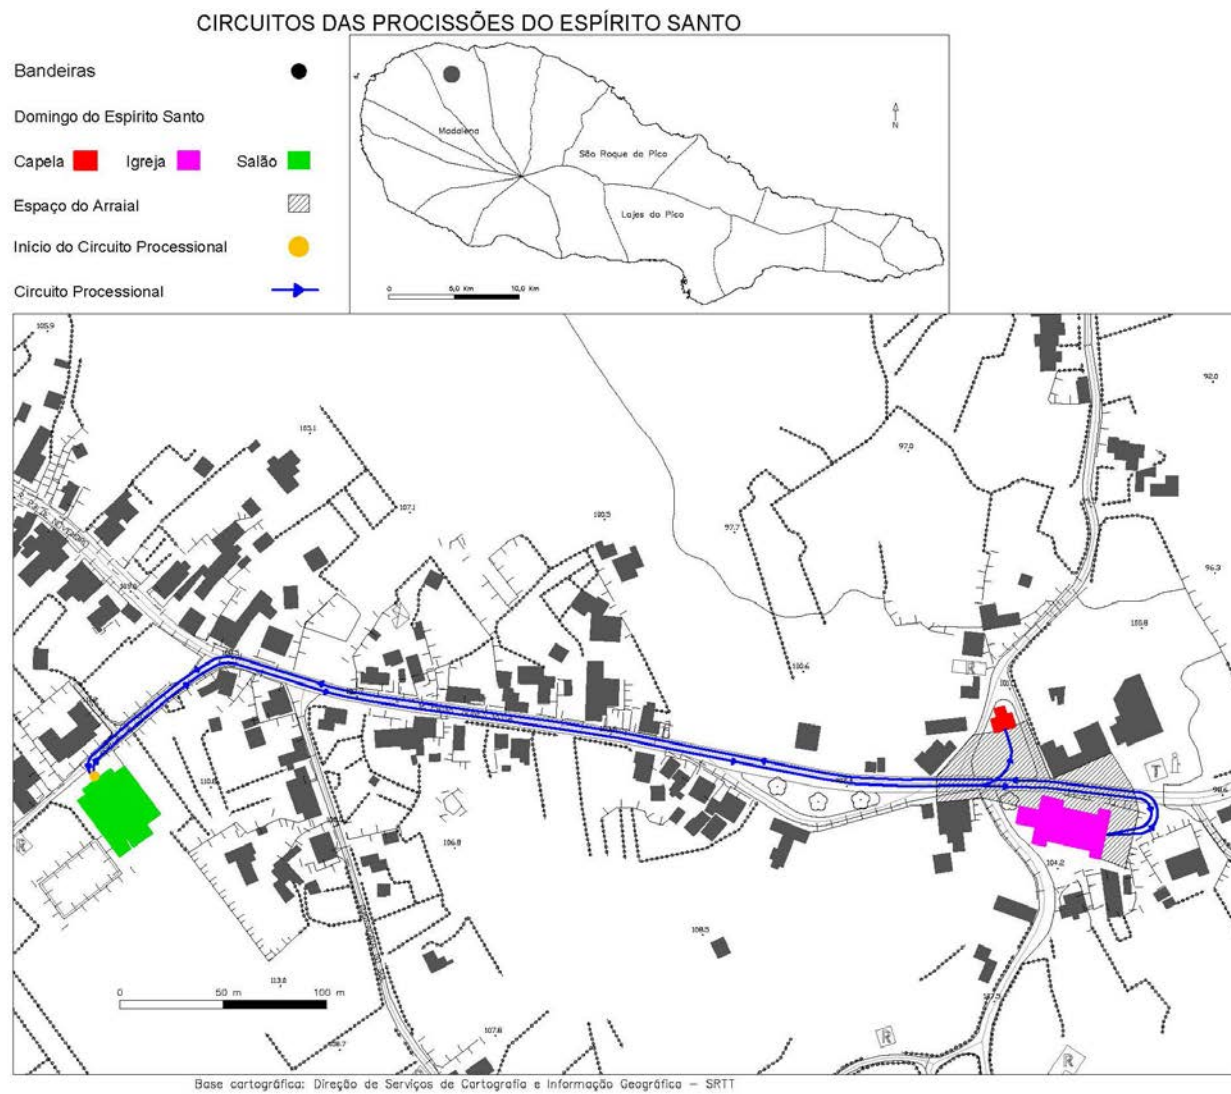 CIRCUITOS DAS PROCISSÕES DO ESPÍRITO SANTO
Bandeiras
Domingo do Espírito Santo
Capela Igreja Salão
Espaço do Arraial
Início do Circuito Processional
Circuito Processional
N
Madalena
São Roque do Pico
Lajes do Pico
0 5,0 Km 10,0 Km
105.9
92.0
103.1
97.0
107.1
100.5
97.7
96.3
100.6
R
T
106.8
104.2
108.5
R
0 50 m 100 m
107.8
R
R
Base cartográfica: Direção de Serviços de Cartografia e Informação Geográfica – SRTT